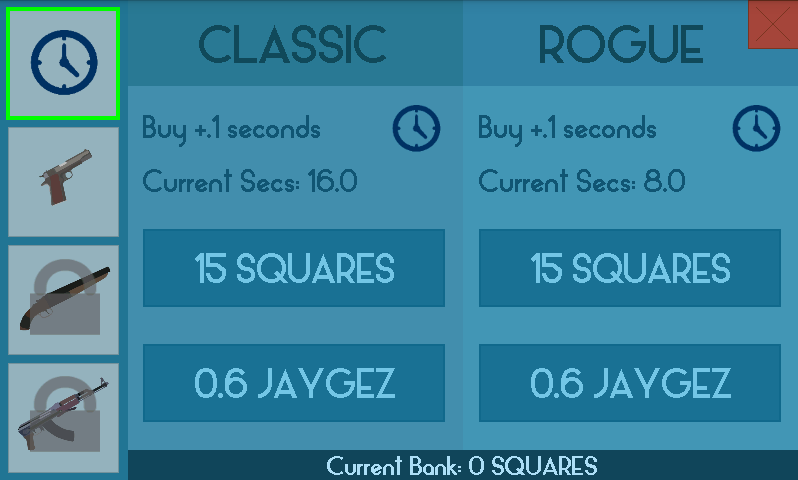 CLASSIC
ROGUE
Buy +.1 seconds
Current Secs: 16.0
15 SQUARES
0.6 JAYGEZ
Buy +.1 seconds
Current Secs: 8.0
15 SQUARES
0.6 JAYGEZ
Current Bank: 0 SQUARES